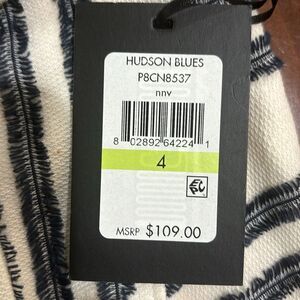 HUDSON BLUES
P8CN8537
nnv
8 02892 64224 1
4
MSRP $109.00